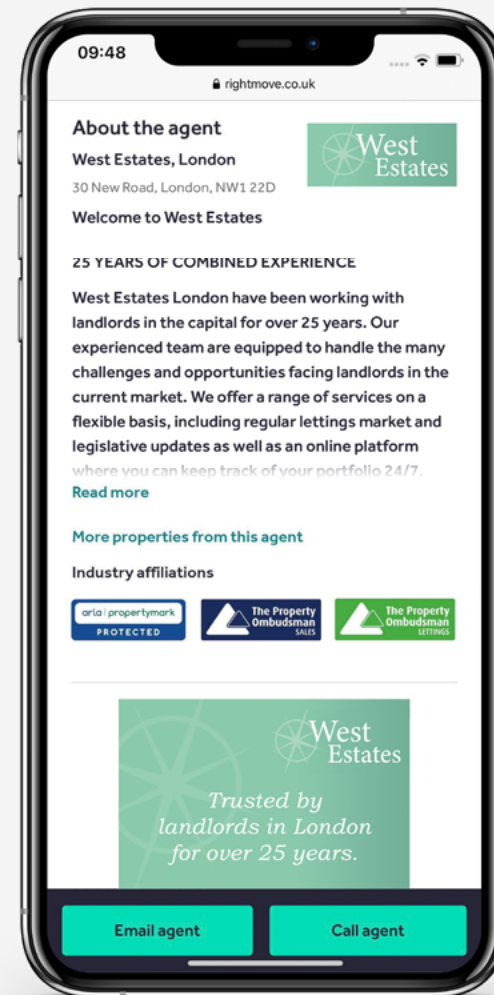 09:48
rightmove.co.uk
About the agent
West
Estates
West Estates, London
30 New Road, London, NW1 22D
Welcome to West Estates
25 YEARS OF COMBINED EXPERIENCE
West Estates London have been working with
landlords in the capital for over 25 years. Our
experienced team are equipped to handle the many
challenges and opportunities facing landlords in the
current market. We offer a range of services on a
flexible basis, including regular lettings market and
legislative updates as well as an online platform
where you can keep track of your portfolio 24/7.
Read more
More properties from this agent
Industry affiliations
arla | propertymark
PROTECTED
The Property
Ombudsman
SALES
The Property
Ombudsman
LETTINGS
West
Estates
Trusted by
landlords in London
for over 25 years.
Email agent
Call agent